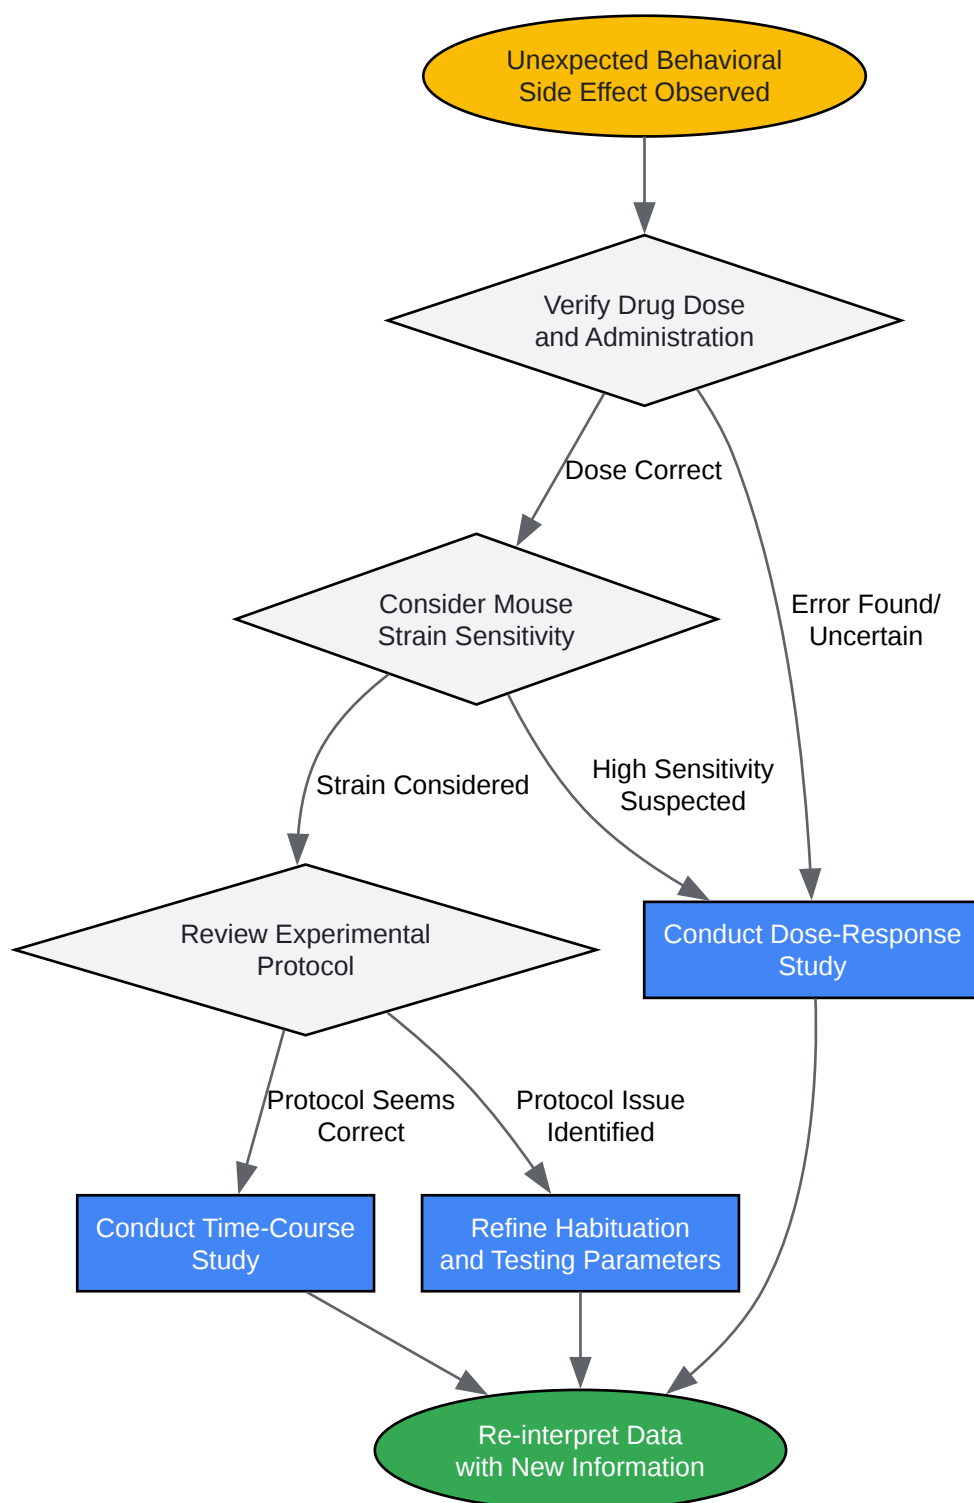 Unexpected Behavioral
Side Effect Observed
Verify Drug Dose
and Administration
Dose Correct
Error Found/
Uncertain
Consider Mouse
Strain Sensitivity
Strain Considered
High Sensitivity
Suspected
Review Experimental
Protocol
Conduct Dose-Response
Study
Protocol Seems
Correct
Protocol Issue
Identified
Conduct Time-Course
Study
Refine Habituation
and Testing Parameters
Re-interpret Data
with New Information